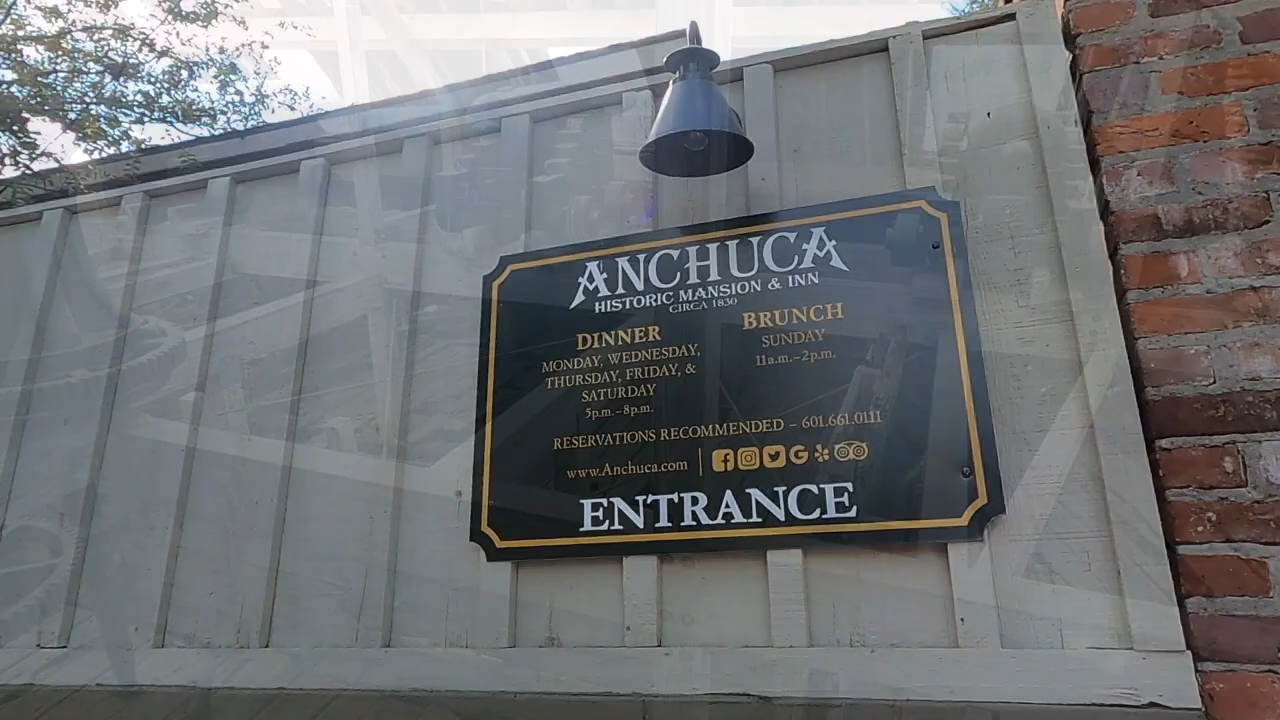 ANCHUCA
HISTORIC MANSION & INN
CIRCA 1830
DINNER
MONDAY, WEDNESDAY,
THURSDAY, FRIDAY, &
SATURDAY
5p.m.–8p.m.
BRUNCH
SUNDAY
11a.m.–2p.m.
RESERVATIONS RECOMMENDED – 601.661.0111
www.Anchuca.com
ENTRANCE